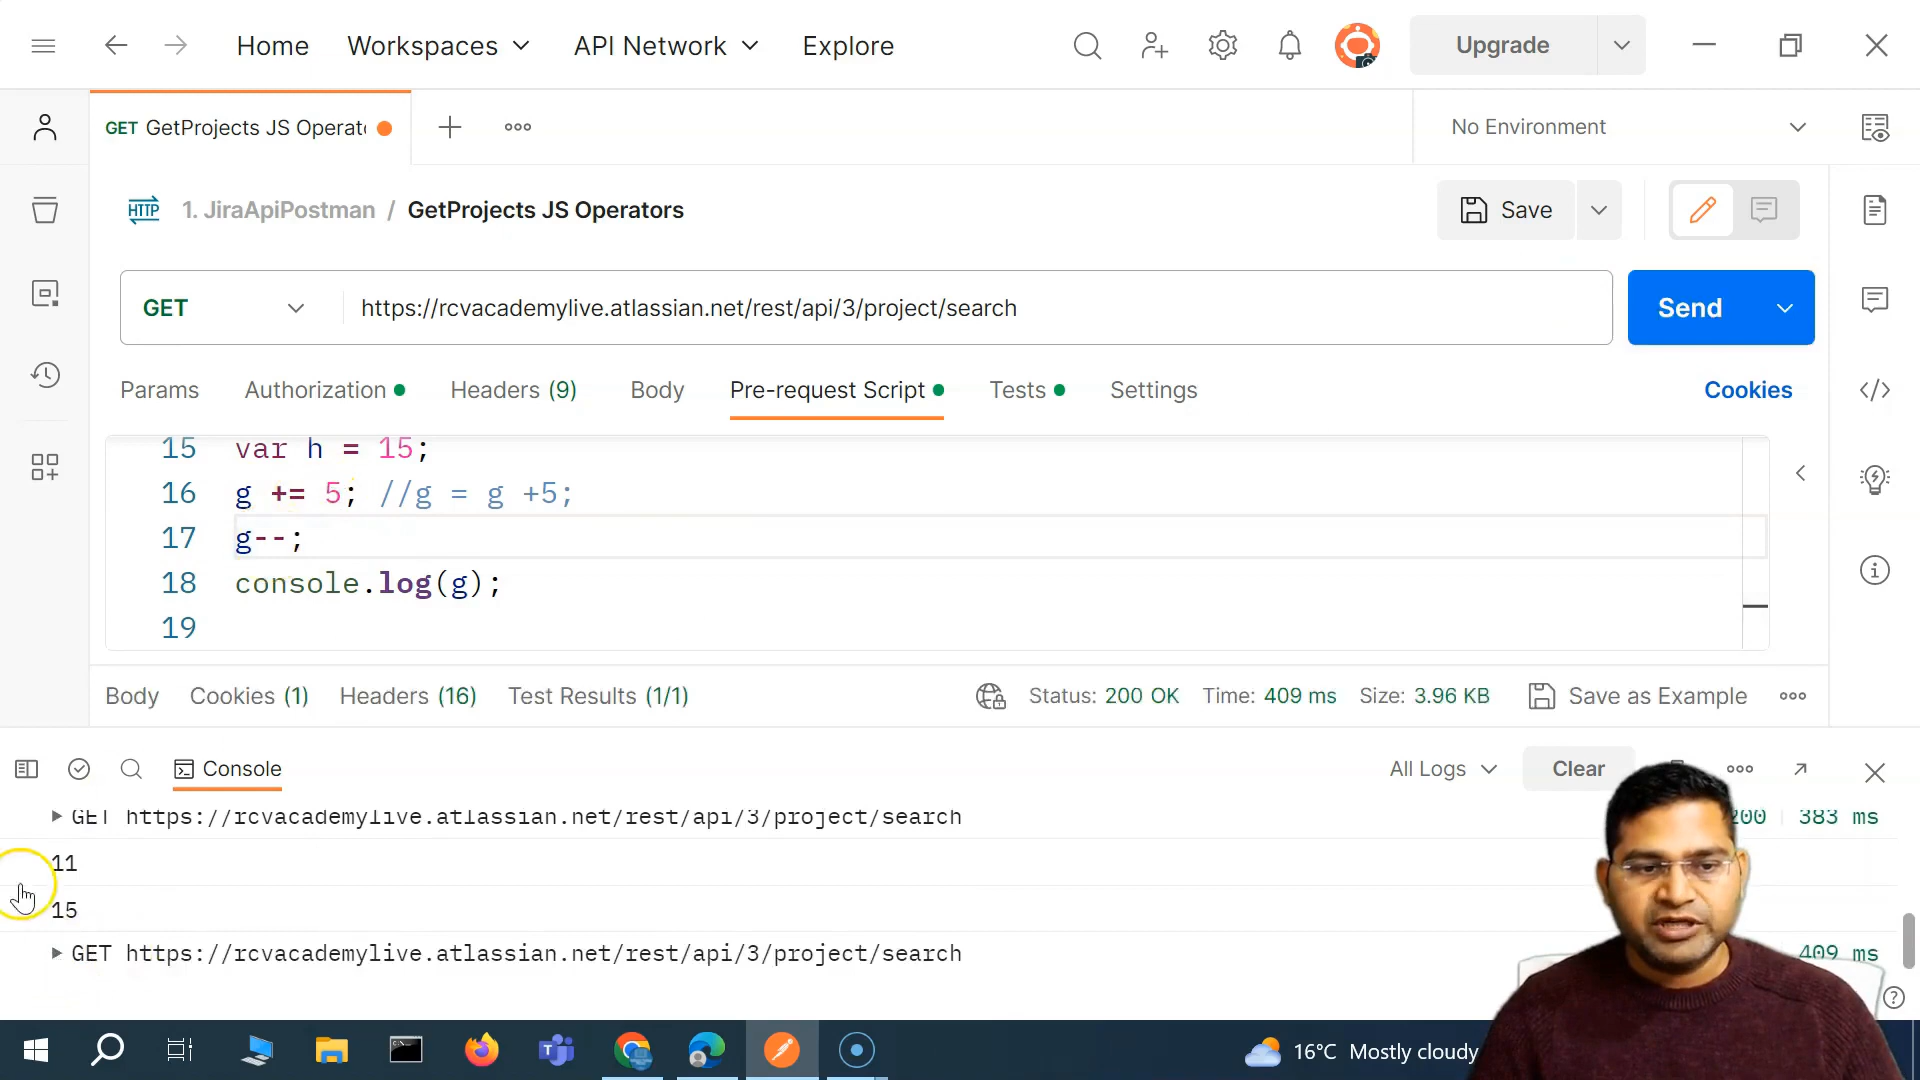 Home Workspaces API Network Explore Upgrade
GET GetProjects JS Operat No Environment
HTTP 1. JiraApiPostman / GetProjects JS Operators Save
GET https://rcvacademylive.atlassian.net/rest/api/3/project/search Send
Params Authorization Headers (9) Body Pre-request Script Tests Settings Cookies
15 var h = 15;
16 g += 5; //g = g +5;
17 g--;
18 console.log(g);
19
Body Cookies (1) Headers (16) Test Results (1/1) Status: 200 OK Time: 409 ms Size: 3.96 KB Save as Example
Console All Logs Clear
GET https://rcvacademylive.atlassian.net/rest/api/3/project/search 200 383 ms
11
15
GET https://rcvacademylive.atlassian.net/rest/api/3/project/search 409 ms
16°C Mostly cloudy